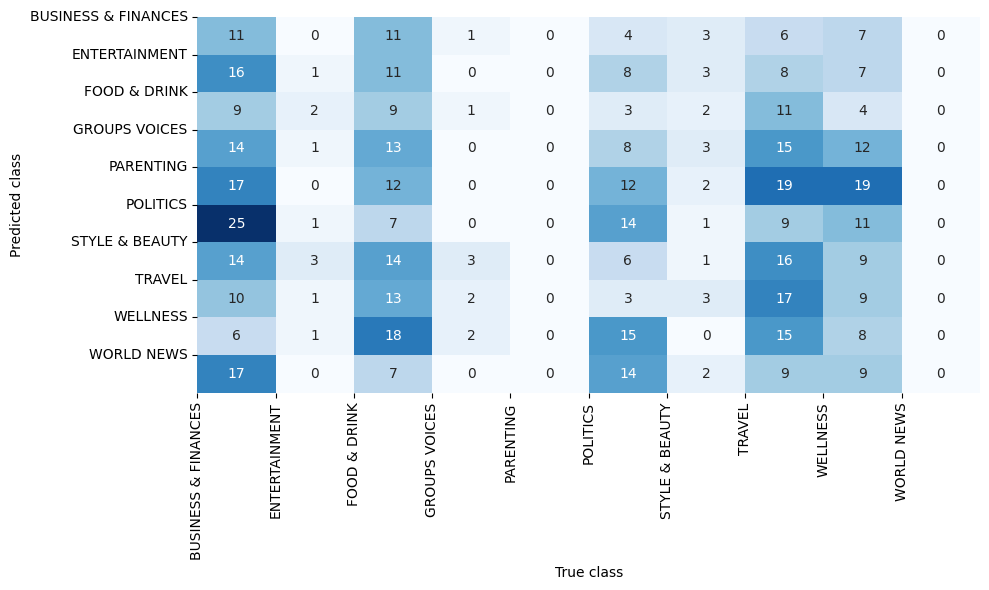 BUSINESS & FINANCES
11 0 11 1 0 4 3 6 7 0
ENTERTAINMENT
16 1 11 0 0 8 3 8 7 0
FOOD & DRINK
9 2 9 1 0 3 2 11 4 0
GROUPS VOICES
14 1 13 0 0 8 3 15 12 0
PARENTING
17 0 12 0 0 12 2 19 19 0
POLITICS
25 1 7 0 0 14 1 9 11 0
STYLE & BEAUTY
14 3 14 3 0 6 1 16 9 0
TRAVEL
10 1 13 2 0 3 3 17 9 0
WELLNESS
6 1 18 2 0 15 0 15 8 0
WORLD NEWS
17 0 7 0 0 14 2 9 9 0
Predicted class
BUSINESS & FINANCES
ENTERTAINMENT
FOOD & DRINK
GROUPS VOICES
PARENTING
POLITICS
STYLE & BEAUTY
TRAVEL
WELLNESS
WORLD NEWS
True class